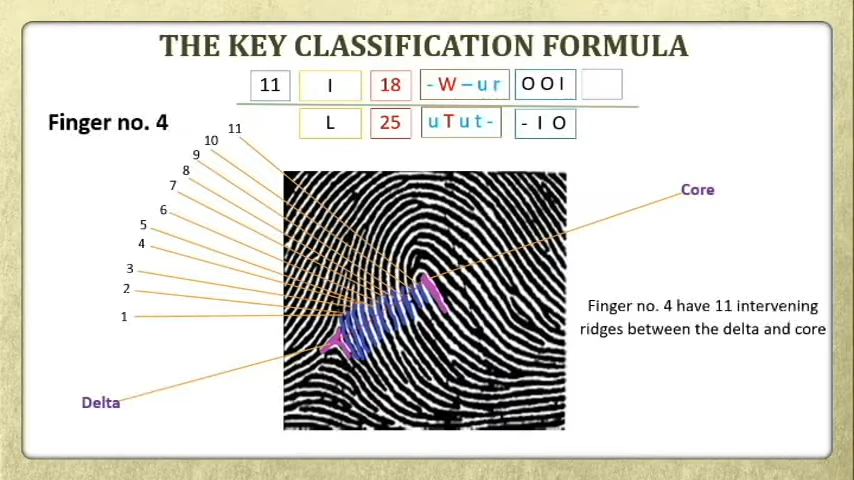 THE KEY CLASSIFICATION FORMULA
11 I 18 - W – u r O O I
L 25 u T u t - - I O
Finger no. 4
11
10
9
8
7
6
5
4
3
2
1
Core
Finger no. 4 have 11 intervening
ridges between the delta and core
Delta